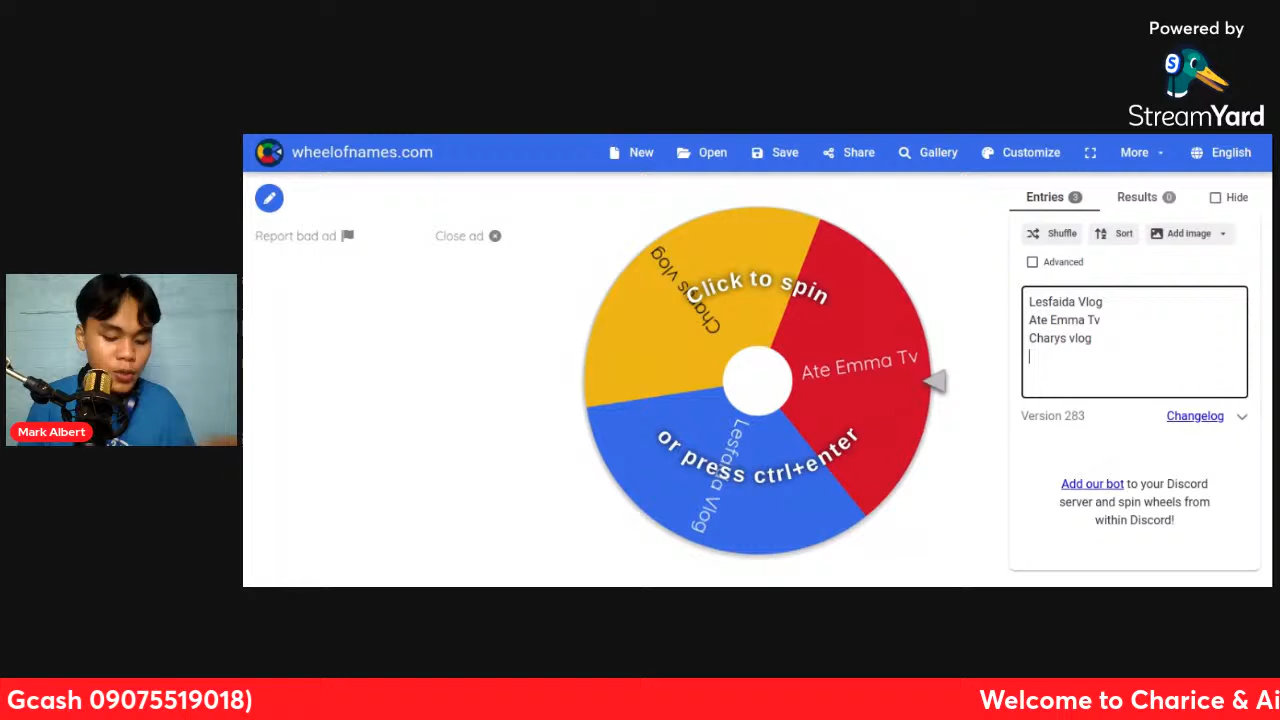 Powered by
StreamYard
wheelofnames.com
New
Open
Save
Share
Gallery
Customize
More
English
Report bad ad
Close ad
Entries 3
Results 0
Hide
Shuffle
Sort
Add image
Advanced
Lesfaida Vlog
Ate Emma Tv
Charys vlog
Version 283
Changelog
Add our bot to your Discord
server and spin wheels from
within Discord!
Click to spin
or press ctrl+enter
Charys vlog
Ate Emma Tv
Lesfaida Vlog
Mark Albert
Gcash 09075519018)
Welcome to Charice & Ai